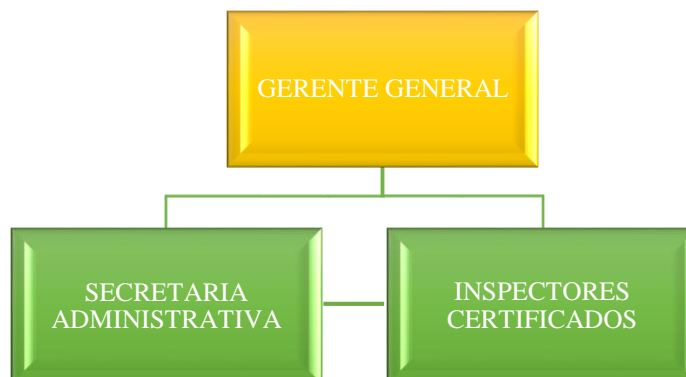 GERENTE GENERAL
SECRETARIA
ADMINISTRATIVA
INSPECTORES
CERTIFICADOS